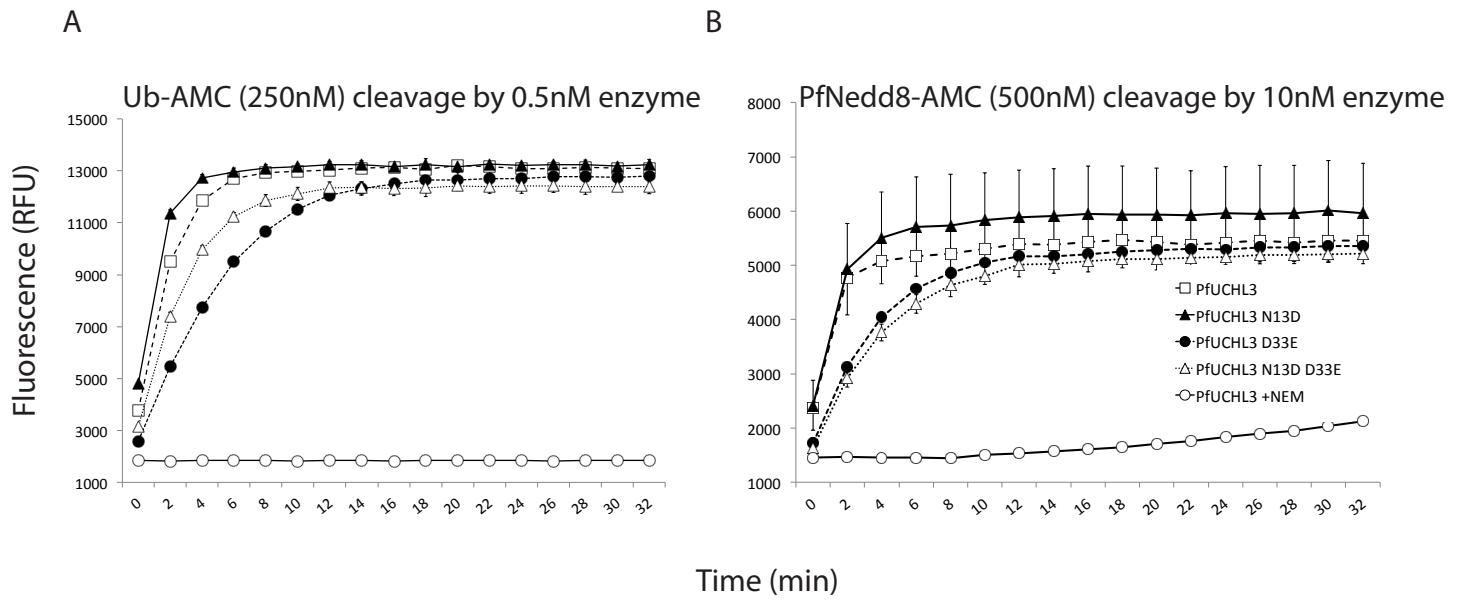 A
B
Ub-AMC (250nM) cleavage by 0.5nM enzyme
PfNedd8-AMC (500nM) cleavage by 10nM enzyme
Fluorescence (RFU)
15000
13000
11000
9000
7000
5000
3000
1000
0 2 4 6 8 10 12 14 16 18 20 22 24 26 28 30 32
8000
7000
6000
5000
4000
3000
2000
1000
PfUCHL3
PfUCHL3 N13D
PfUCHL3 D33E
PfUCHL3 N13D D33E
PfUCHL3 +NEM
0 2 4 6 8 10 12 14 16 18 20 22 24 26 28 30 32
Time (min)